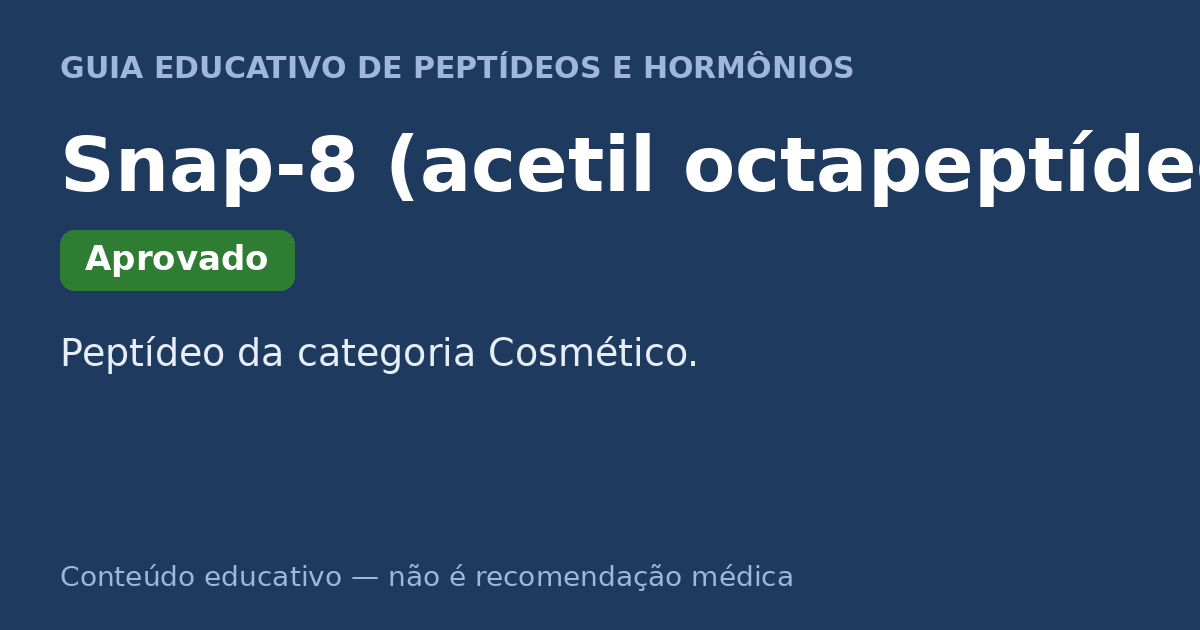 GUIA EDUCATIVO DE PEPTÍDEOS E HORMÔNIOS
Snap-8 (acetil octapeptíde
Aprovado
Peptídeo da categoria Cosmético.
Conteúdo educativo — não é recomendação médica